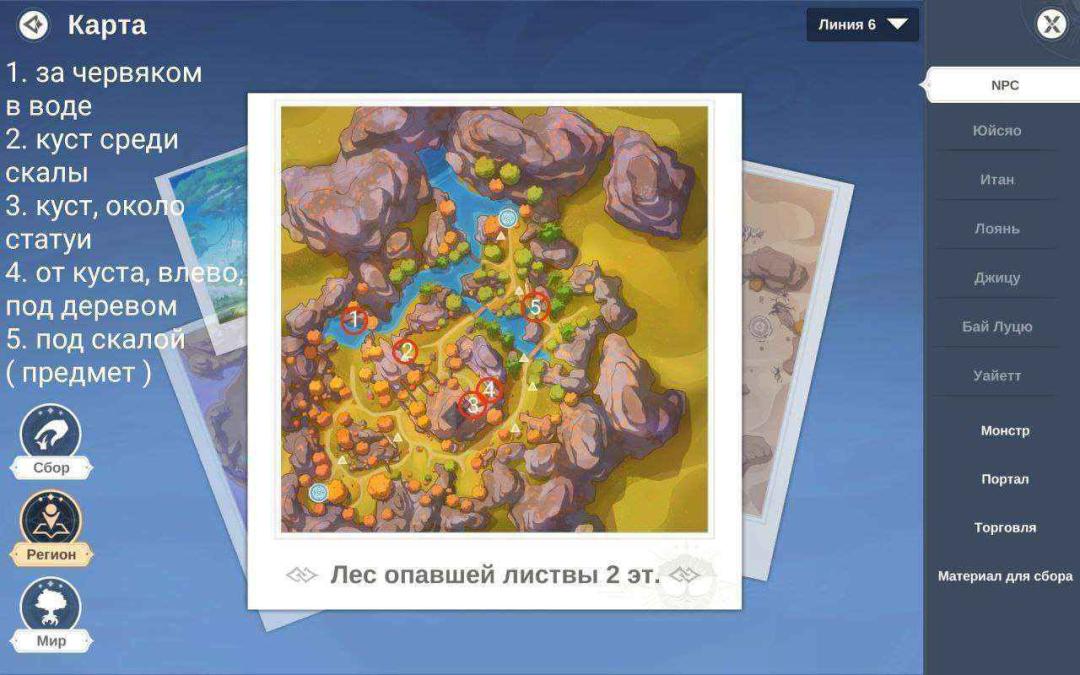 Карта
Линия 6
1. за червяком
в воде
2. куст среди
скалы
3. куст, около
статуи
4. от куста, влево,
под деревом
5. под скалой
( предмет )
Сбор
Регион
Мир
1
2
3
4
5
Лес опавшей листвы 2 эт.
NPC
Юйсяо
Итан
Лоянь
Джицу
Бай Луцю
Уайетт
Монстр
Портал
Торговля
Материал для сбора